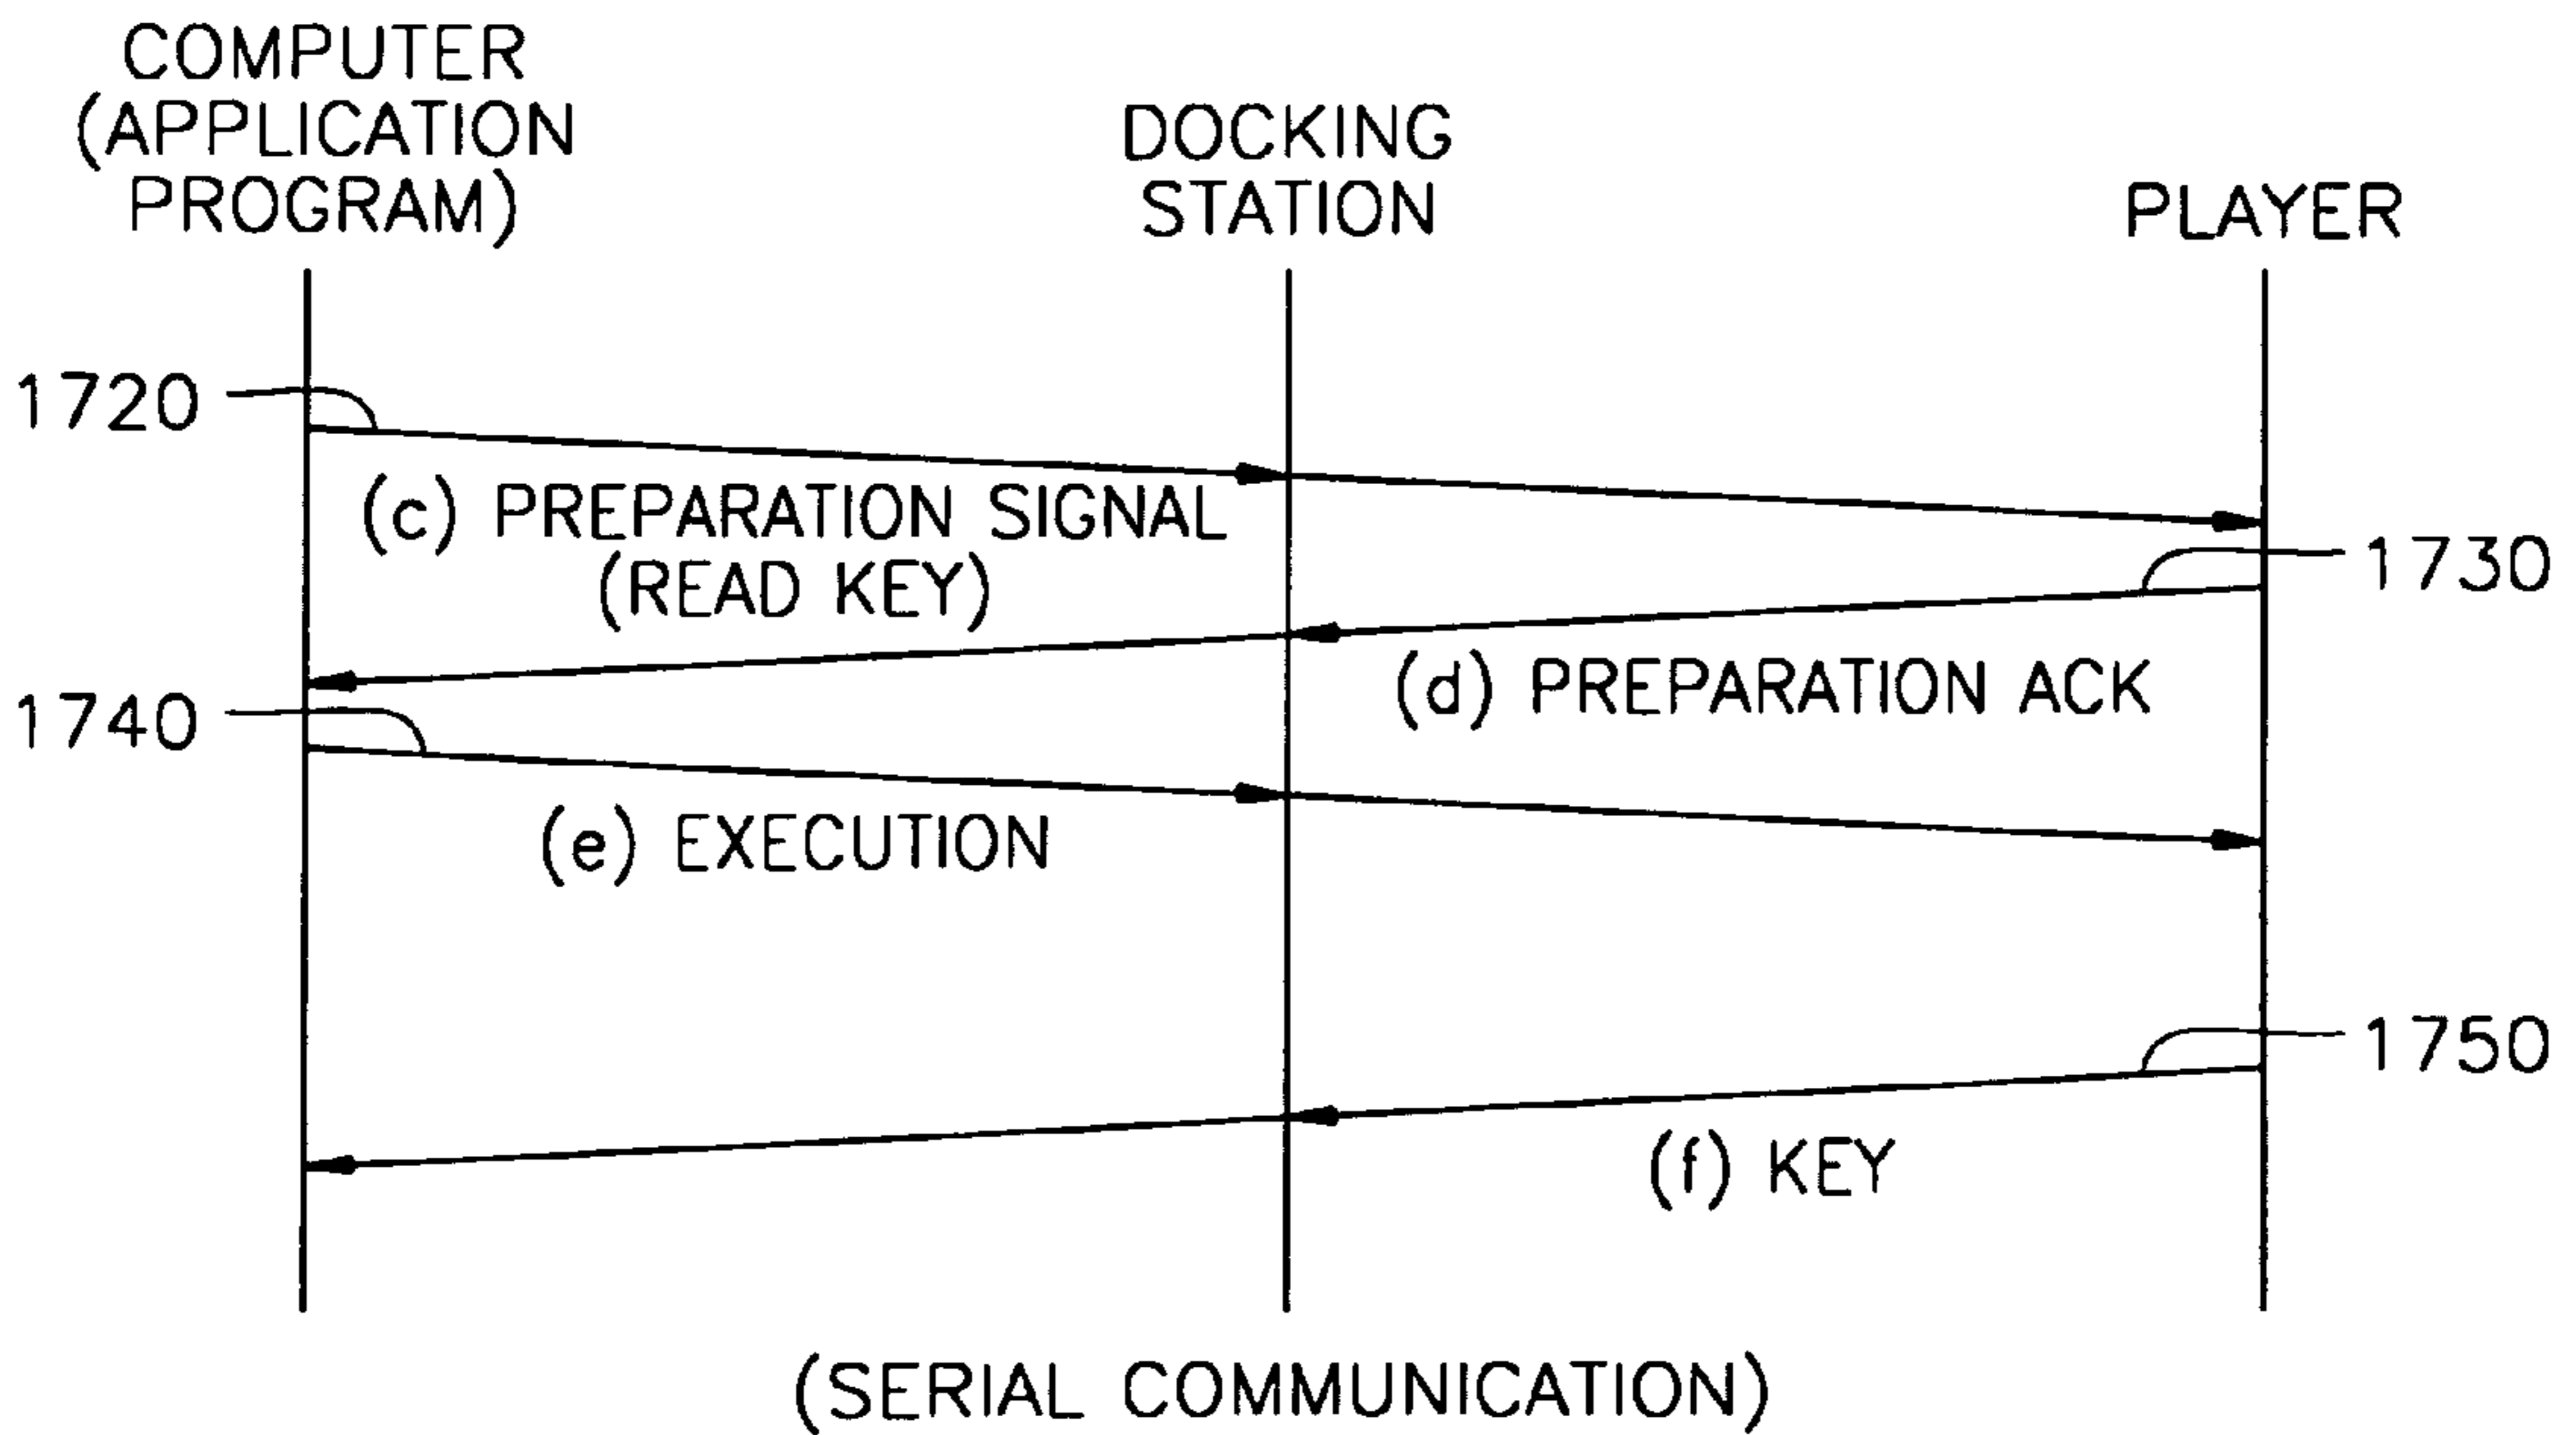 COMPUTER
(APPLICATION
PROGRAM)
DOCKING
STATION
PLAYER
1720
(c) PREPARATION SIGNAL
(READ KEY)
1730
(d) PREPARATION ACK
1740
(e) EXECUTION
1750
(f) KEY
(SERIAL COMMUNICATION)